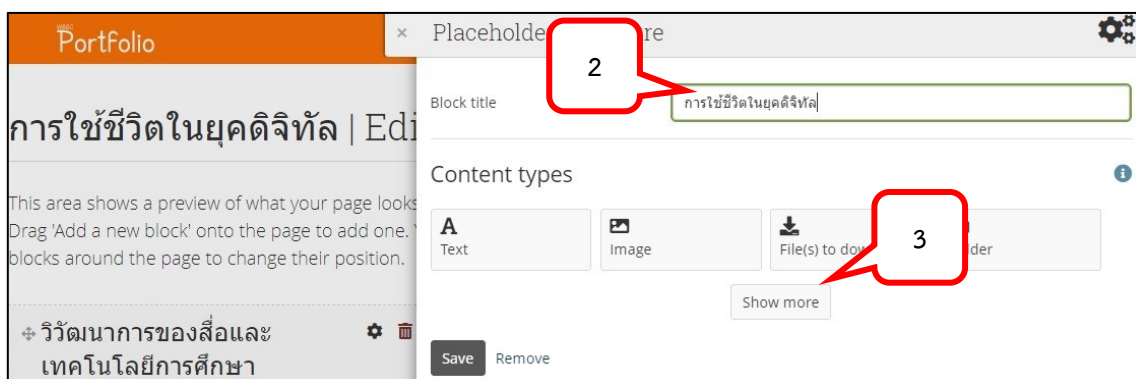 WBSC
Portfolio
× Placeholde re
2
Block title
การใช้ชีวิตในยุคดิจิทัล
การใช้ชีวิตในยุคดิจิทัล | Edi
Content types
This area shows a preview of what your page looks
Drag 'Add a new block' onto the page to add one.
blocks around the page to change their position.
A
Text
Image
File(s) to dow
lder
3
Show more
วิวัฒนาการของสื่อและ
เทคโนโลยีการศึกษา
Save Remove